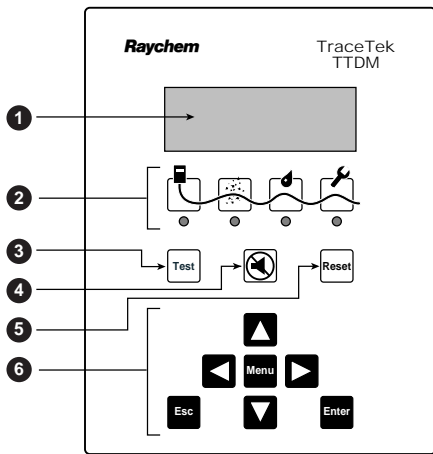 Raychem
TraceTek
TTDM
1
2
3
Test
4
Reset
5
6
Menu
Esc
Enter